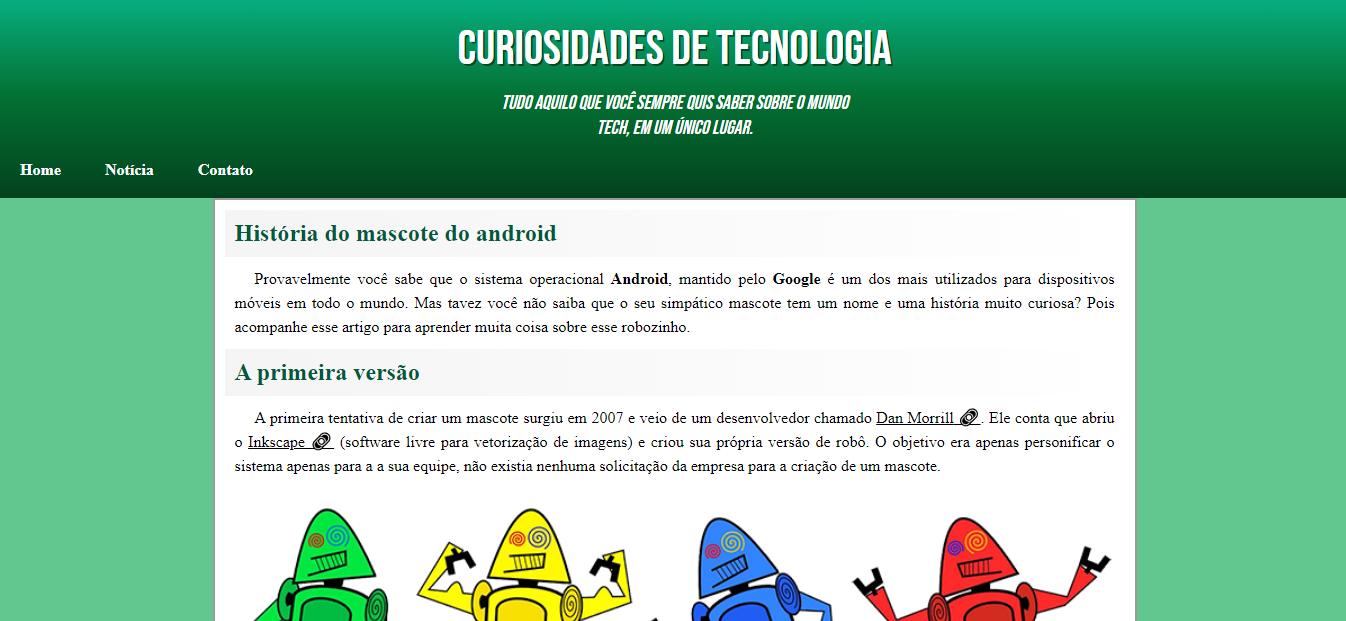 CURIOSIDADES DE TECNOLOGIA
TUDO AQUILO QUE VOCÊ SEMPRE QUIS SABER SOBRE O MUNDO
TECH, EM UM ÚNICO LUGAR.
Home Notícia Contato
História do mascote do android
Provavelmente você sabe que o sistema operacional Android, mantido pelo Google é um dos mais utilizados para dispositivos
móveis em todo o mundo. Mas tavez você não saiba que o seu simpático mascote tem um nome e uma história muito curiosa? Pois
acompanhe esse artigo para aprender muita coisa sobre esse robozinho.
A primeira versão
A primeira tentativa de criar um mascote surgiu em 2007 e veio de um desenvolvedor chamado Dan Morrill. Ele conta que abriu
o Inkscape (software livre para vetorização de imagens) e criou sua própria versão de robô. O objetivo era apenas personificar o
sistema apenas para a a sua equipe, não existia nenhuma solicitação da empresa para a criação de um mascote.